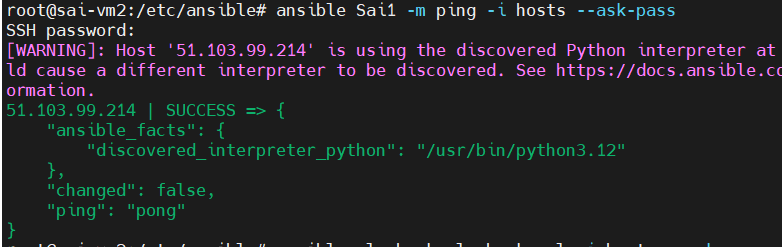 root@sai-vm2:/etc/ansible# ansible Sai1 -m ping -i hosts --ask-pass
SSH password:
[WARNING]: Host '51.103.99.214' is using the discovered Python interpreter at
ld cause a different interpreter to be discovered. See https://docs.ansible.co
ormation.
51.103.99.214 | SUCCESS => {
    "ansible_facts": {
        "discovered_interpreter_python": "/usr/bin/python3.12"
    },
    "changed": false,
    "ping": "pong"
}